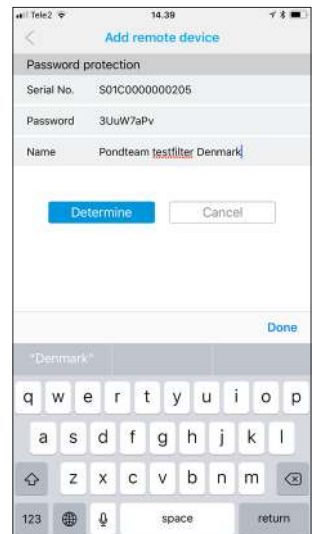 Tele2 14.39
Add remote device
Password protection
Serial No. S01C0000000205
Password 3UuW7aPv
Name Pondteam testfilter Denmark
Determine Cancel
Done
"Denmark"
q w e r t y u i o p
a s d f g h j k l
z x c v b n m
123 space return